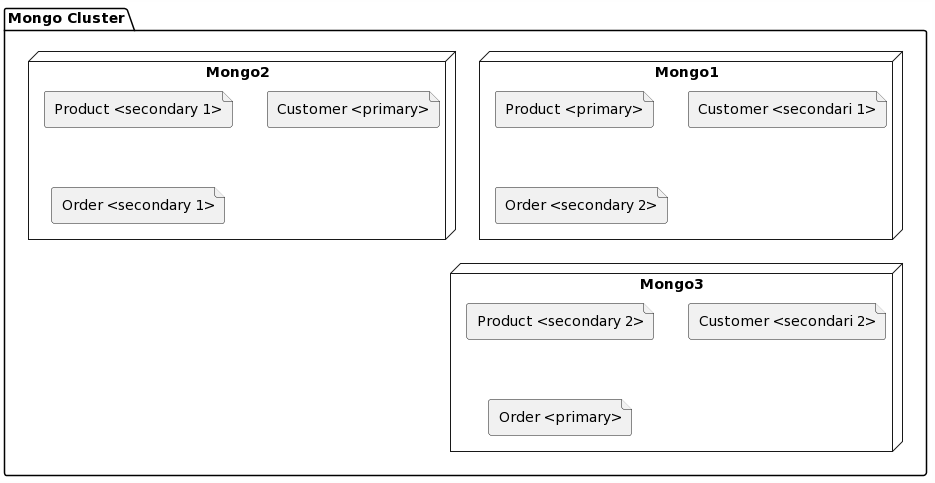 Mongo Cluster
Mongo2
Product <secondary 1>
Customer <primary>
Order <secondary 1>
Mongo1
Product <primary>
Customer <secondari 1>
Order <secondary 2>
Mongo3
Product <secondary 2>
Customer <secondari 2>
Order <primary>